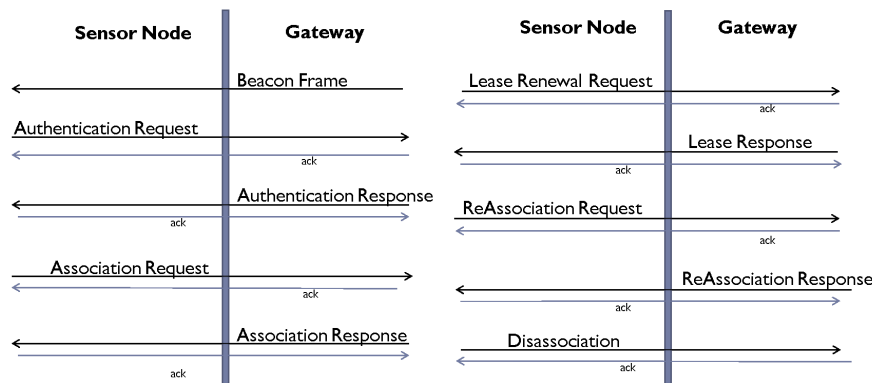 Sensor Node
Gateway
Beacon Frame
Authentication Request
ack
Authentication Response
ack
Association Request
ack
Association Response
ack
Sensor Node
Gateway
Lease Renewal Request
ack
Lease Response
ack
ReAssociation Request
ack
ReAssociation Response
ack
Disassociation
ack